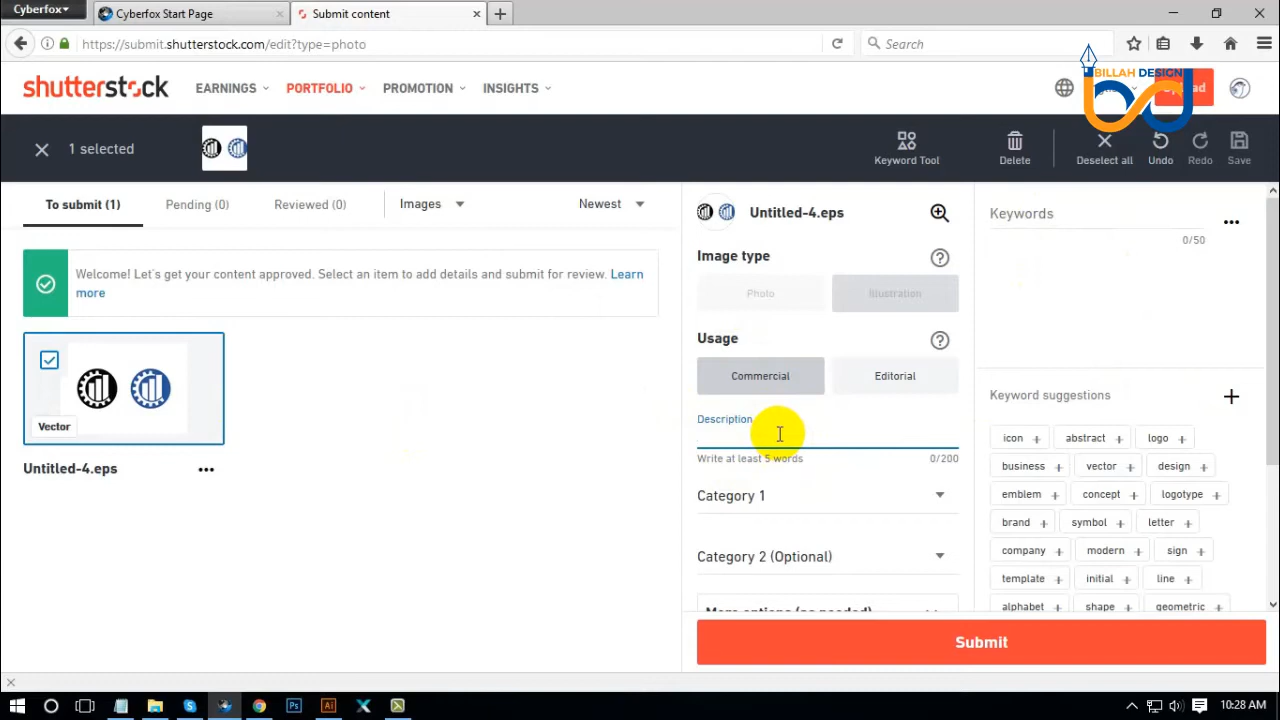 Cyberfox
Cyberfox Start Page
Submit content
https://submit.shutterstock.com/edit?type=photo
Search
shutterstock
EARNINGS
PORTFOLIO
PROMOTION
INSIGHTS
BILLAH DESIGN
1 selected
Keyword Tool
Delete
Deselect all
Undo
Redo
Save
To submit (1)
Pending (0)
Reviewed (0)
Images
Newest
Untitled-4.eps
Keywords
0/50
Image type
Photo
Illustration
Welcome! Let's get your content approved. Select an item to add details and submit for review. Learn
more
Usage
Commercial
Editorial
Vector
Untitled-4.eps
Description
Write at least 5 words
0/200
Category 1
Category 2 (Optional)
More options (as needed)
Keyword suggestions
icon + abstract + logo +
business + vector + design +
emblem + concept + logotype +
brand + symbol + letter +
company + modern + sign +
template + initial + line +
alphabet + shape + geometric +
Submit
10:28 AM